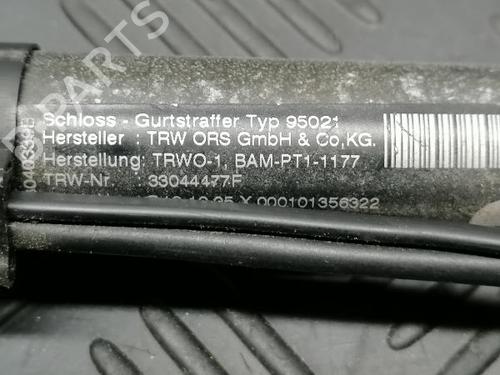 Schloss - Gurtstraffer Typ 95021
Hersteller : TRW ORS GmbH & Co,KG.
Herstellung: TRWO-1, BAM-PT1-1177
TRW-Nr. 33044477F
X 000101356322
PARTS